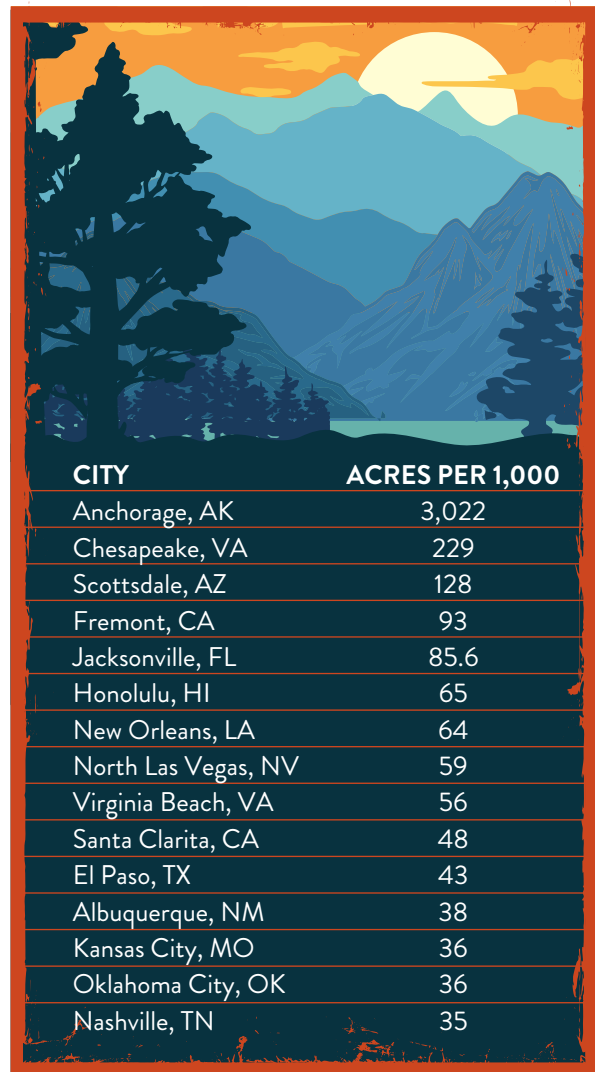 CITY ACRES PER 1,000
Anchorage, AK 3,022
Chesapeake, VA 229
Scottsdale, AZ 128
Fremont, CA 93
Jacksonville, FL 85.6
Honolulu, HI 65
New Orleans, LA 64
North Las Vegas, NV 59
Virginia Beach, VA 56
Santa Clarita, CA 48
El Paso, TX 43
Albuquerque, NM 38
Kansas City, MO 36
Oklahoma City, OK 36
Nashville, TN 35